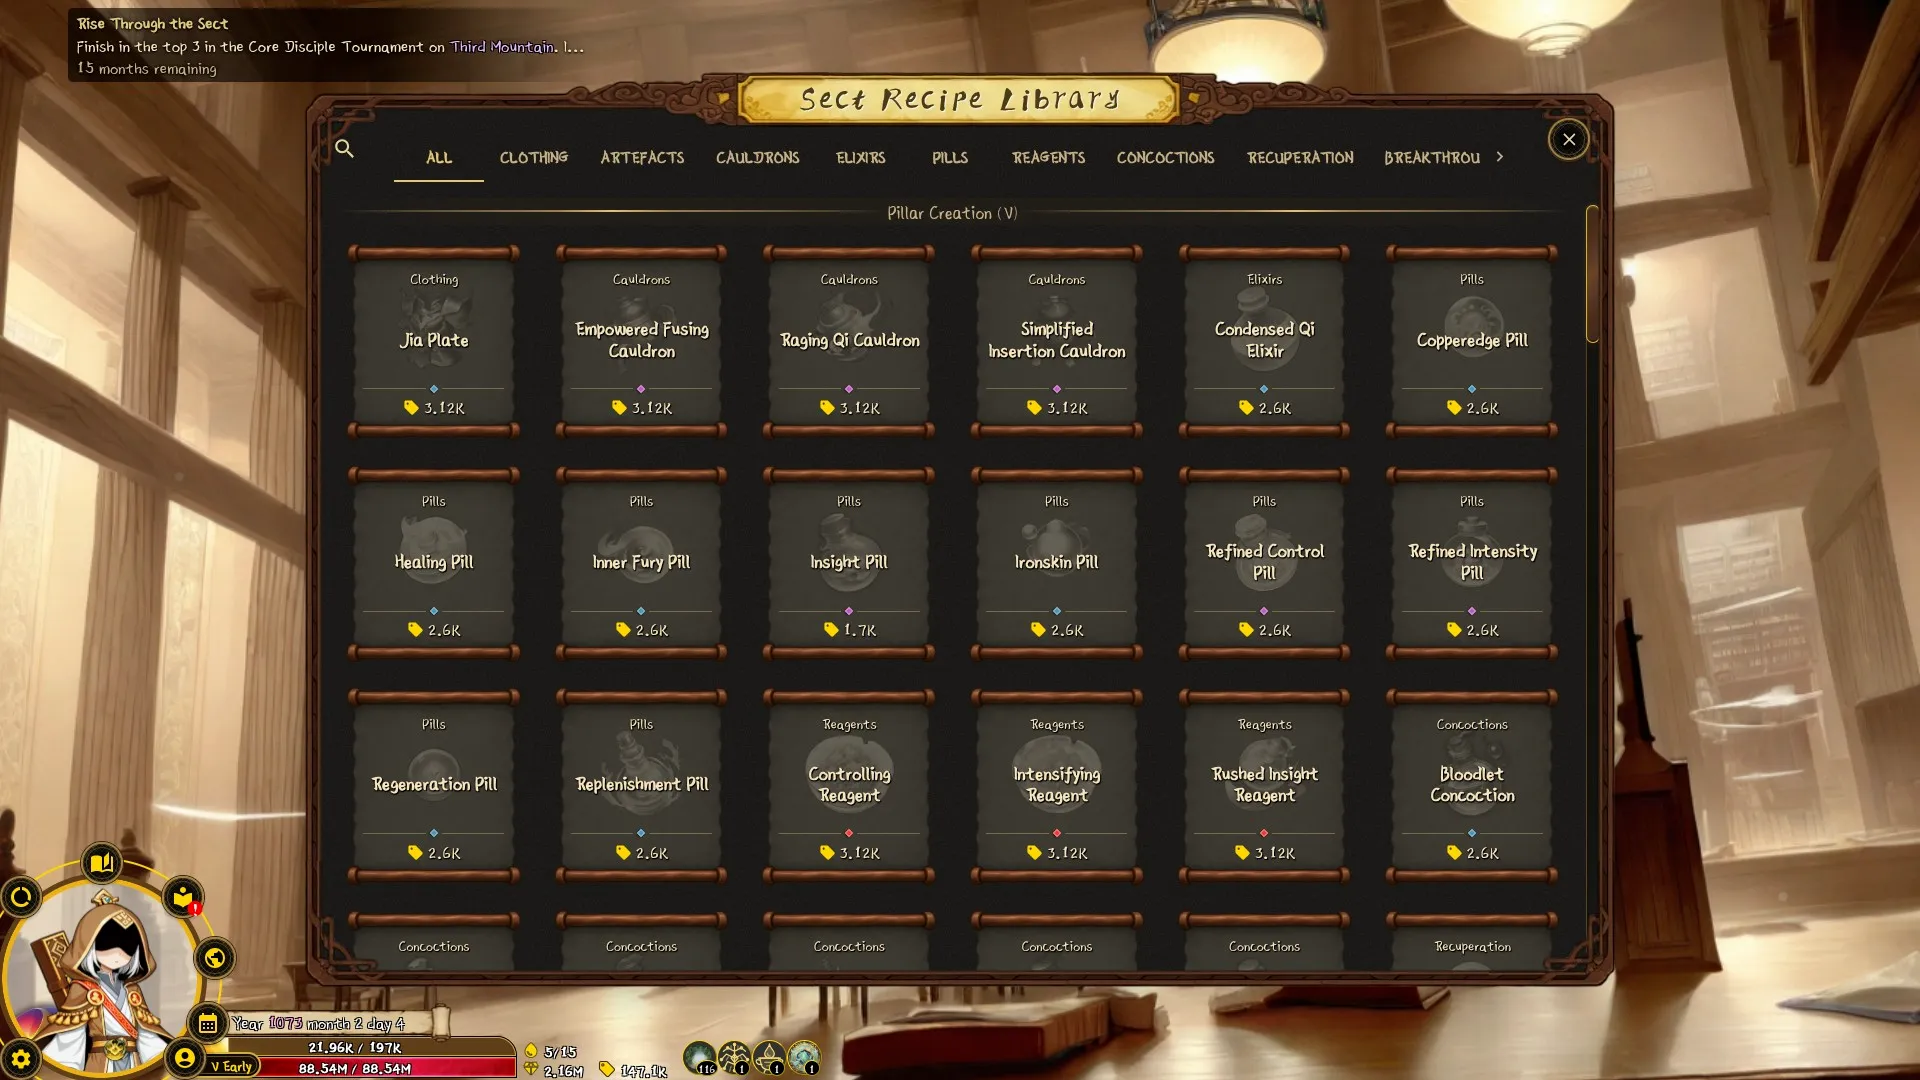 Rise Through the Sect
Finish in the top 3 in the Core Disciple Tournament on Third Mountain. I...
15 months remaining
Sect Recipe Library
ALL CLOTHING ARTEFACTS CAULDRONS ELIXIRS PILLS REAGENTS CONCOCTIONS RECUPERATION BREAKTHROU
Pillar Creation (V)
Clothing Cauldrons Cauldrons Cauldrons Elixirs Pills
Jia Plate Empowered Fusing Cauldron Raging Qi Cauldron Simplified Insertion Cauldron Condensed Qi Elixir Copperedge Pill
3.12K 3.12K 3.12K 3.12K 2.6K 2.6K
Pills Pills Pills Pills Pills Pills
Healing Pill Inner Fury Pill Insight Pill Ironskin Pill Refined Control Pill Refined Intensity Pill
2.6K 2.6K 1.7K 2.6K 2.6K 2.6K
Pills Pills Reagents Reagents Reagents Concoctions
Regeneration Pill Replenishment Pill Controlling Reagent Intensifying Reagent Rushed Insight Reagent Bloodlet Concoction
2.6K 2.6K 3.12K 3.12K 3.12K 2.6K
Concoctions Concoctions Concoctions Concoctions Concoctions Recuperation
Year 1073 month 2 day 4
21.96K / 197K
V Early
88.54M / 88.54M
5/15
2.16M 147.1K
116 1 1 1